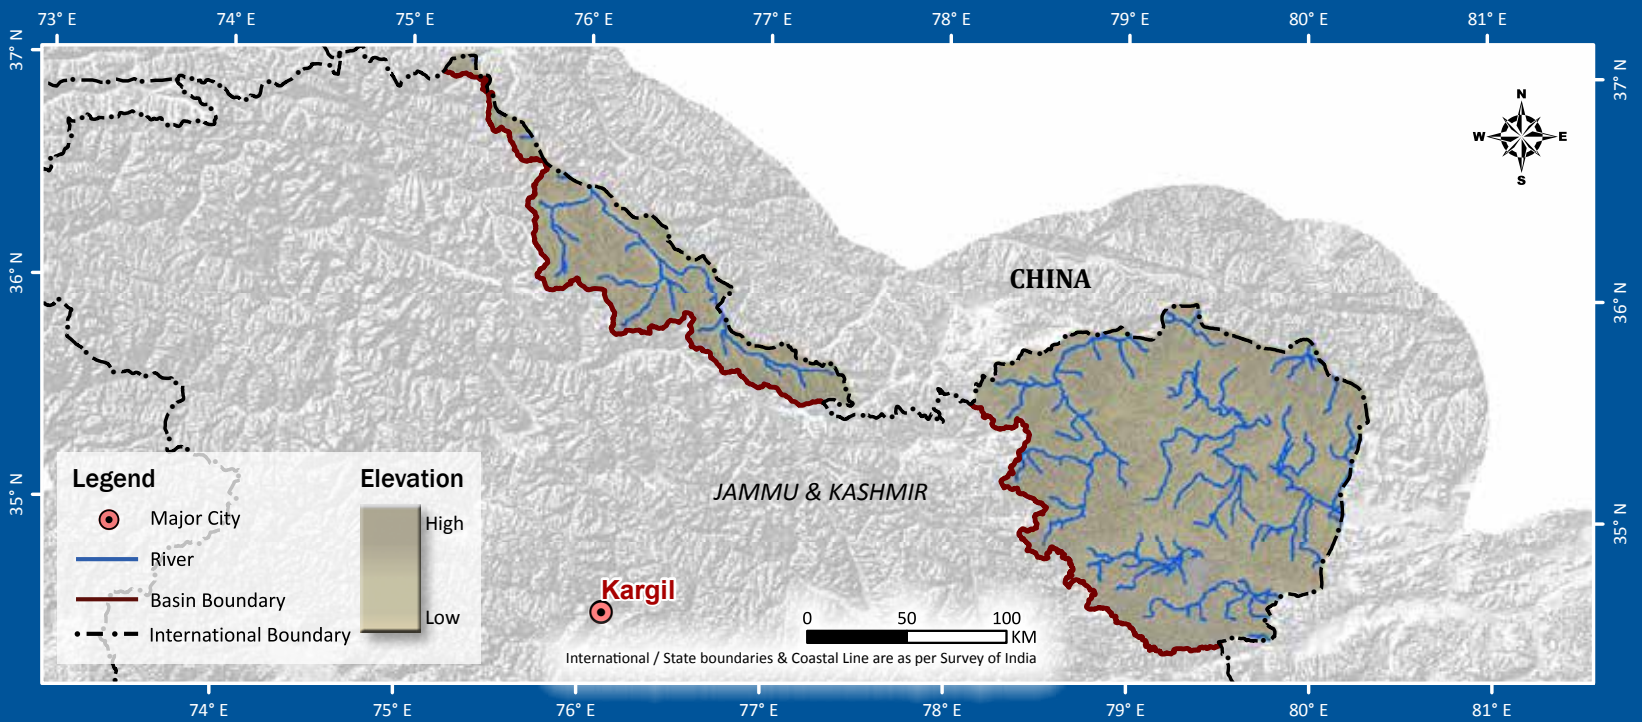 73° E 74° E 75° E 76° E 77° E 78° E 79° E 80° E 81° E
37° N
37° N
N
W E
S
36° N
CHINA
36° N
35° N
JAMMU & KASHMIR
35° N
Legend
Major City
River
Basin Boundary
International Boundary
Elevation
High
Low
Kargil
0 50 100
KM
International / State boundaries & Coastal Line are as per Survey of India
74° E 75° E 76° E 77° E 78° E 79° E 80° E 81° E